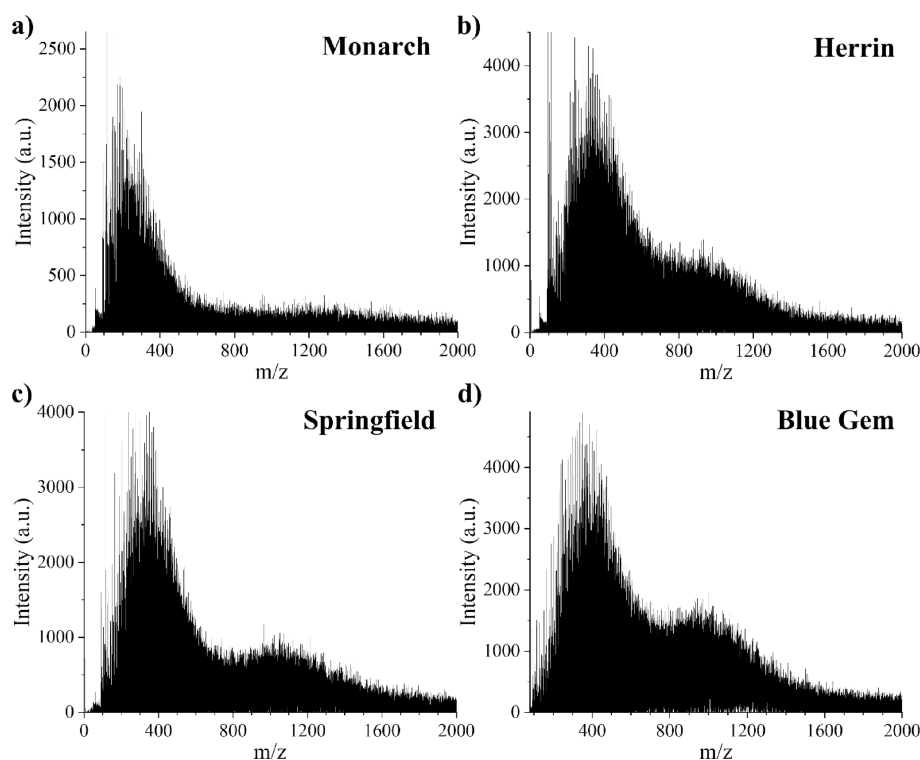 a)
Monarch
Intensity (a.u.)
2500
2000
1500
1000
500
0
0 400 800 1200 1600 2000
m/z
b)
Herrin
Intensity (a.u.)
4000
3000
2000
1000
0
0 400 800 1200 1600 2000
m/z
c)
Springfield
Intensity (a.u.)
4000
3000
2000
1000
0
0 400 800 1200 1600 2000
m/z
d)
Blue Gem
Intensity (a.u.)
4000
3000
2000
1000
0
400 800 1200 1600 2000
m/z